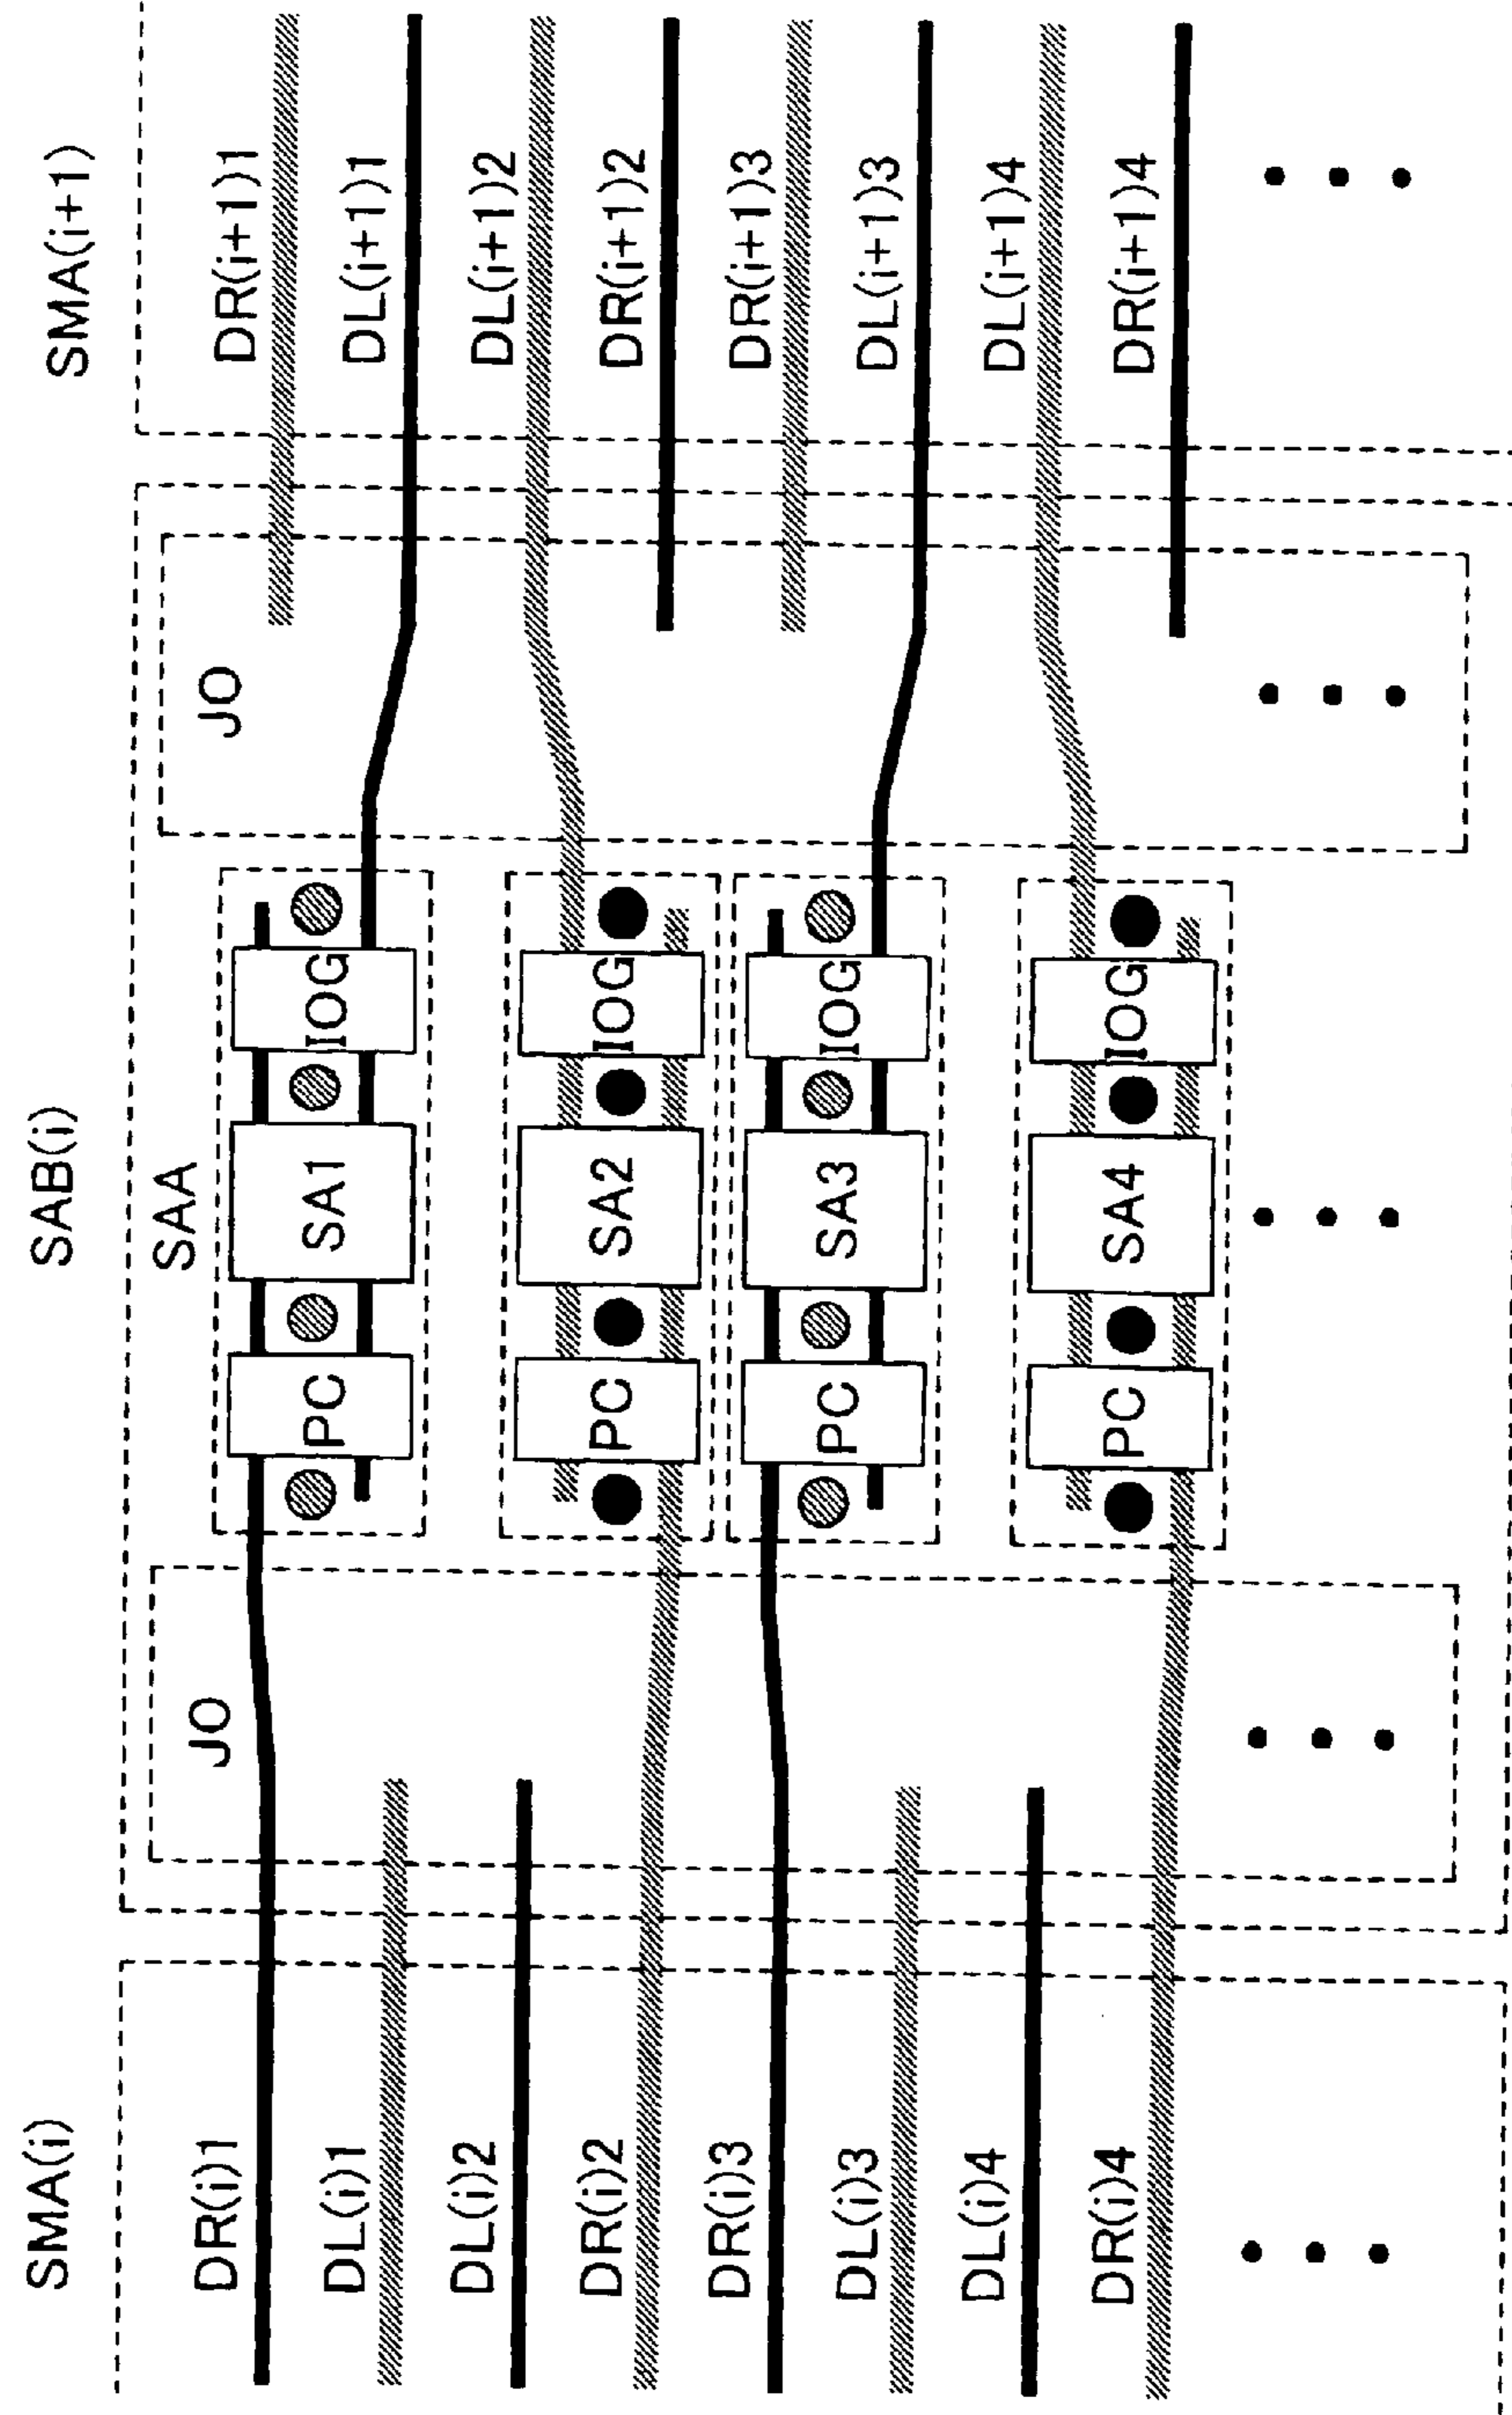 SMA(i)
SAB(i)
SMA(i+1)
SAA
JO
JO
DR(i)1
DL(i)1
DL(i)2
DR(i)2
DR(i)3
DL(i)3
DL(i)4
DR(i)4
PC
SA1
IOG
PC
SA2
IOG
PC
SA3
IOG
PC
SA4
IOG
DR(i+1)1
DL(i+1)1
DL(i+1)2
DR(i+1)2
DR(i+1)3
DL(i+1)3
DL(i+1)4
DR(i+1)4